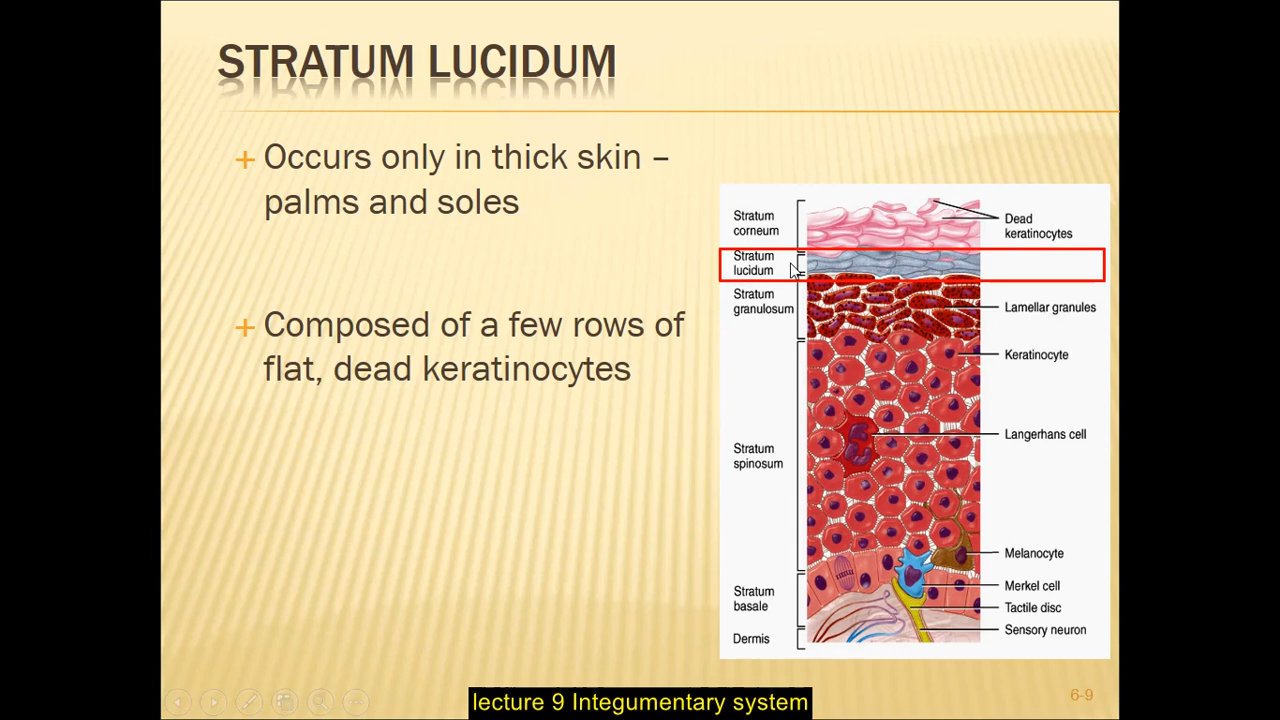 STRATUM LUCIDUM
+ Occurs only in thick skin –
palms and soles
+ Composed of a few rows of
flat, dead keratinocytes
Stratum
corneum
Stratum
lucidum
Stratum
granulosum
Stratum
spinosum
Stratum
basale
Dermis
Dead
keratinocytes
Lamellar granules
Keratinocyte
Langerhans cell
Melanocyte
Merkel cell
Tactile disc
Sensory neuron
6-9
lecture 9 Integumentary system